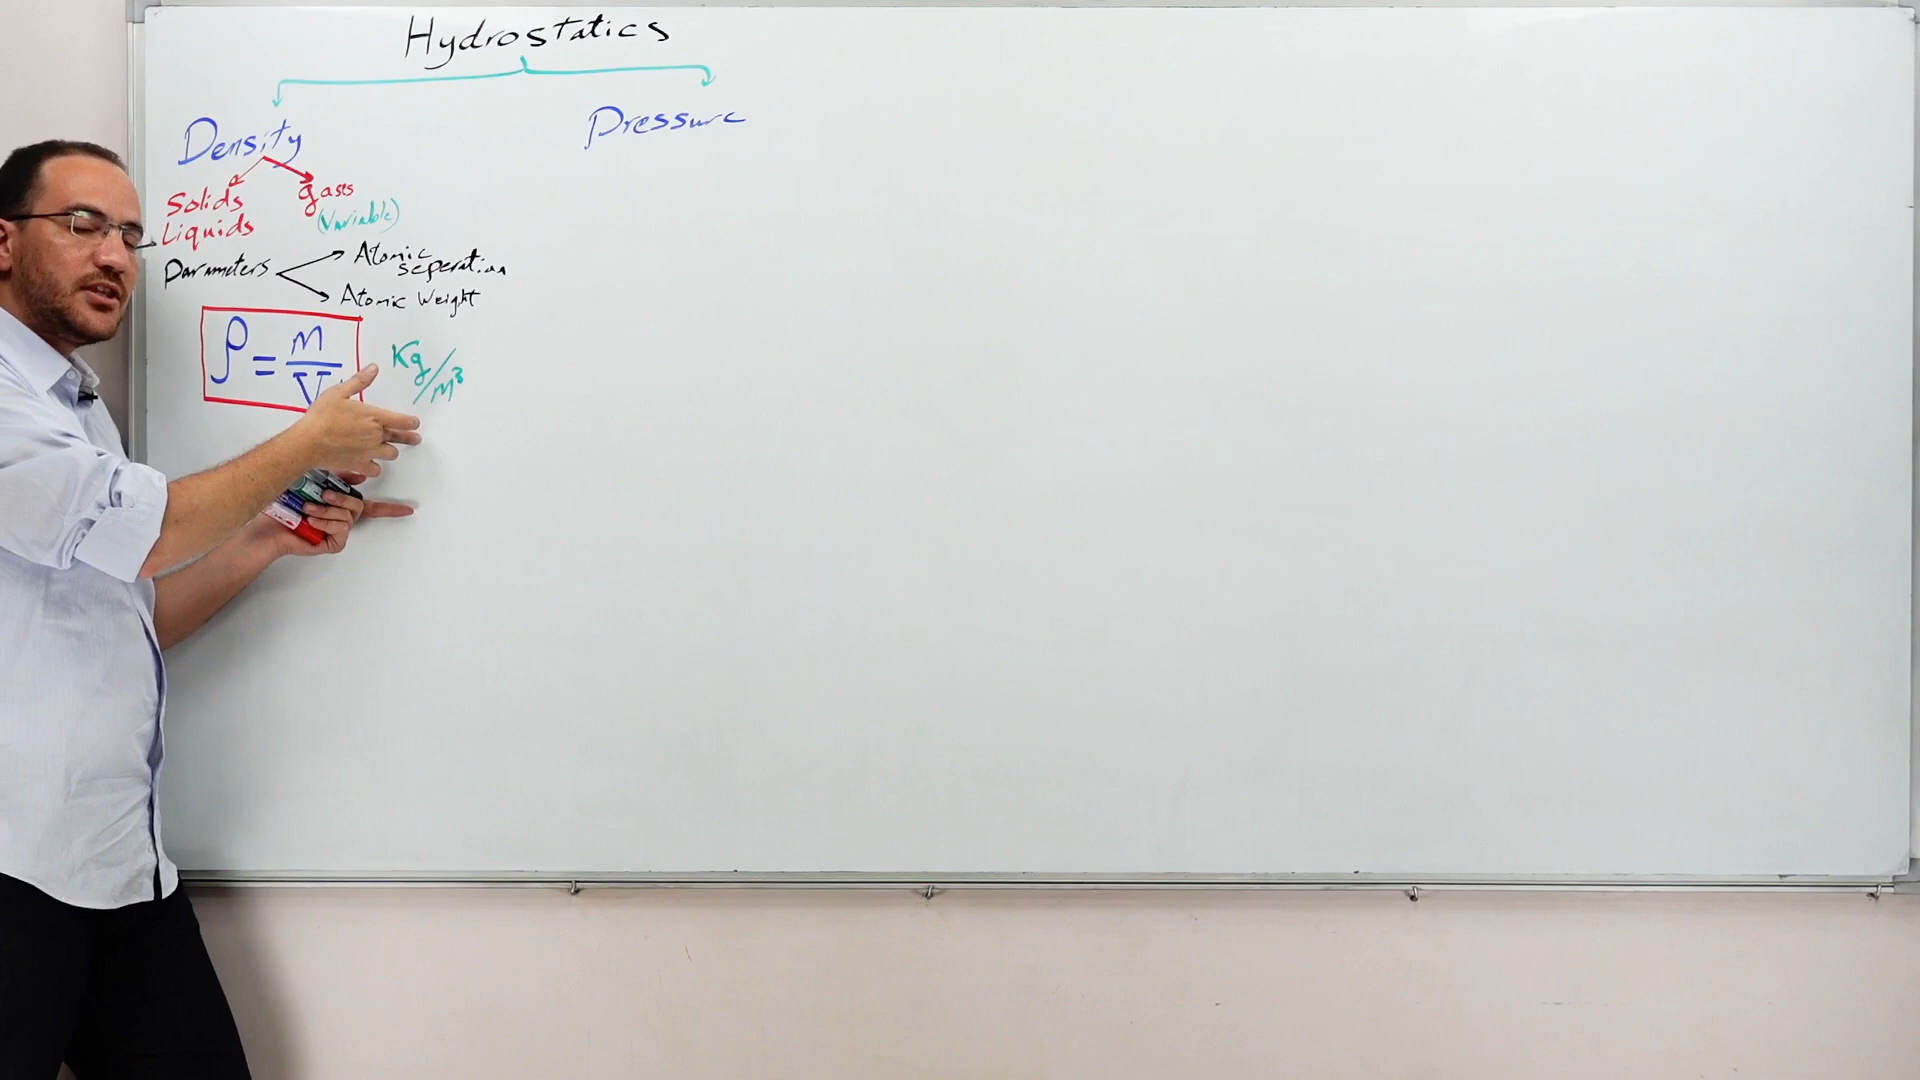 Hydrostatics
Density
Pressure
Solids
Liquids
gases
(Variable)
Parameters
Atomic
seperation
Atomic Weight
ρ = m/V
Kg/m³